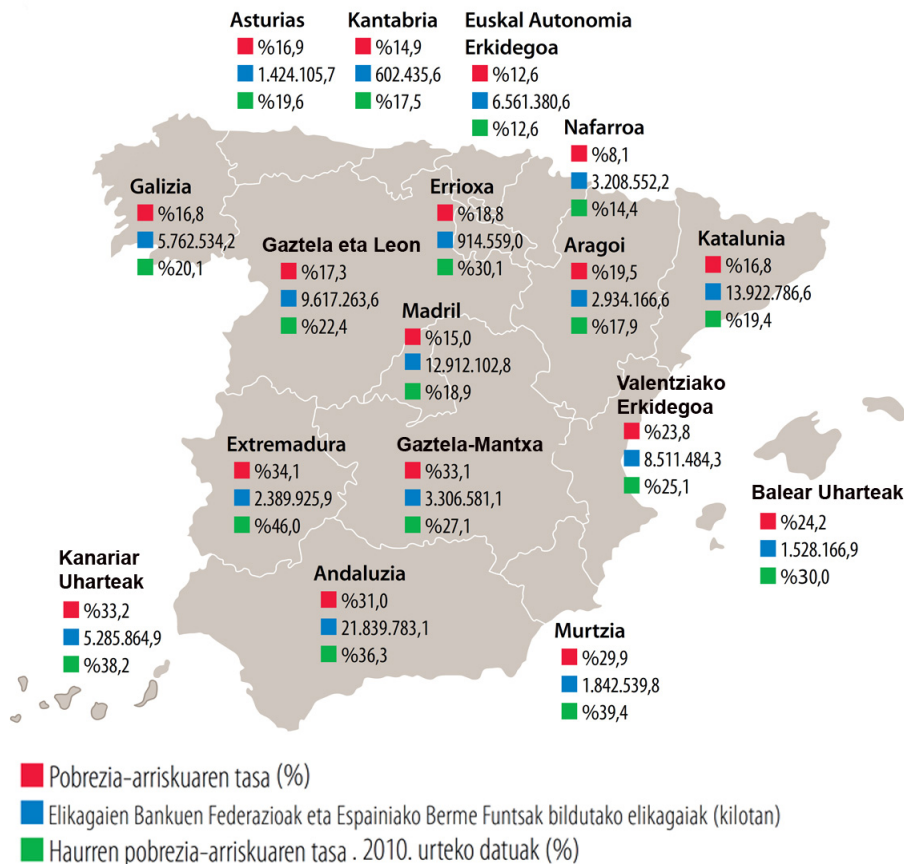 Asturias
%16,9
1.424.105,7
%19,6
Kantabria
%14,9
602.435,6
%17,5
Euskal Autonomia
Erkidegoa
%12,6
6.561.380,6
%12,6
Nafarroa
%8,1
3.208.552,2
%14,4
Galizia
%16,8
5.762.534,2
%20,1
Errioxa
%18,8
914.559,0
%30,1
Gaztela eta Leon
%17,3
9.617.263,6
%22,4
Aragoi
%19,5
2.934.166,6
%17,9
Katalunia
%16,8
13.922.786,6
%19,4
Madril
%15,0
12.912.102,8
%18,9
Valentziako
Erkidegoa
%23,8
8.511.484,3
%25,1
Extremadura
%34,1
2.389.925,9
%46,0
Gaztela-Mantxa
%33,1
3.306.581,1
%27,1
Balear Uharteak
%24,2
1.528.166,9
%30,0
Kanariar
Uharteak
%33,2
5.285.864,9
%38,2
Andaluzia
%31,0
21.839.783,1
%36,3
Murtzia
%29,9
1.842.539,8
%39,4
Pobrezia-arriskuaren tasa (%)
Elikagaien Bankuen Federazioak eta Espainiako Berme Funtsak bildutako elikagaiak (kilotan)
Haurren pobrezia-arriskuaren tasa . 2010. urteko datuak (%)